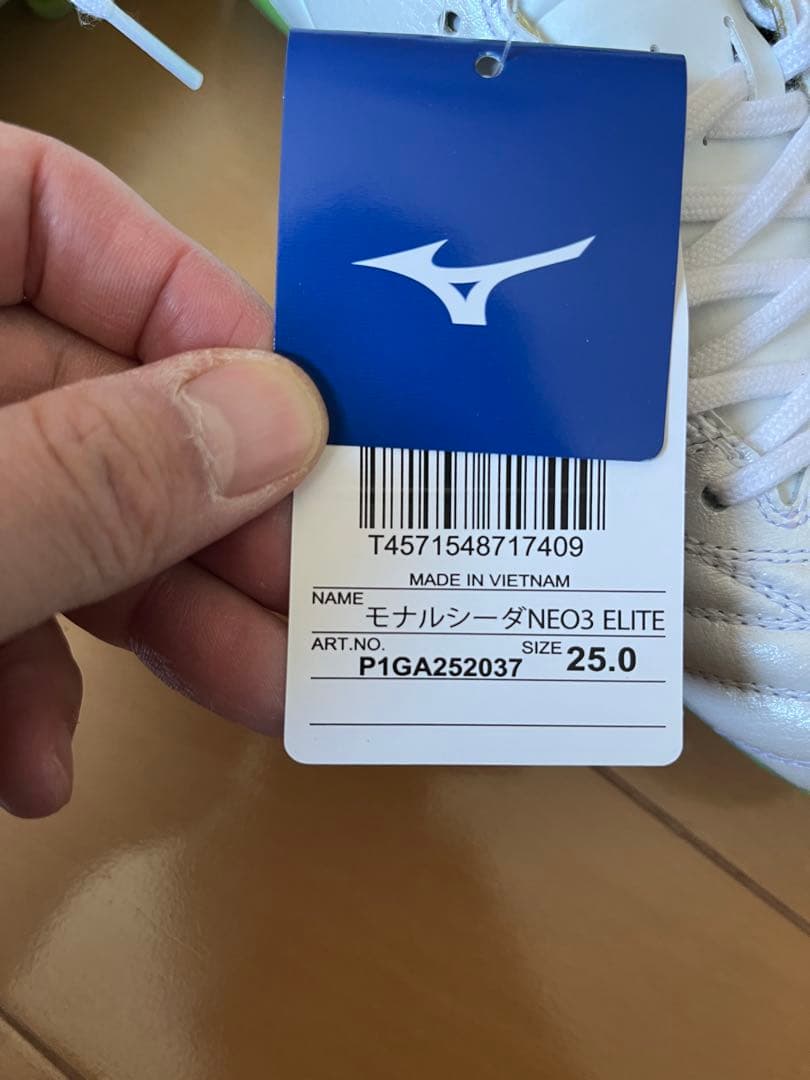 T4571548717409
MADE IN VIETNAM
NAME モナルシーダNEO3 ELITE
ART.NO. P1GA252037 SIZE 25.0